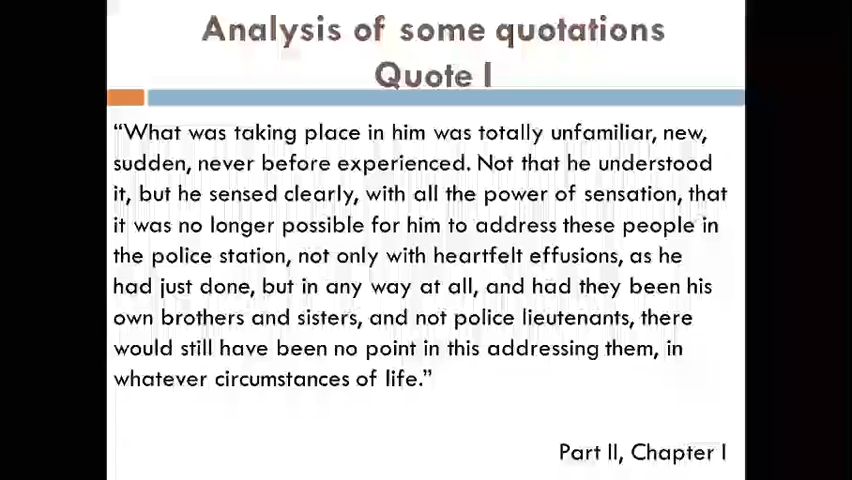 Analysis of some quotations
Quote I
“What was taking place in him was totally unfamiliar, new,
sudden, never before experienced. Not that he understood
it, but he sensed clearly, with all the power of sensation, that
it was no longer possible for him to address these people in
the police station, not only with heartfelt effusions, as he
had just done, but in any way at all, and had they been his
own brothers and sisters, and not police lieutenants, there
would still have been no point in this addressing them, in
whatever circumstances of life.”
Part II, Chapter I